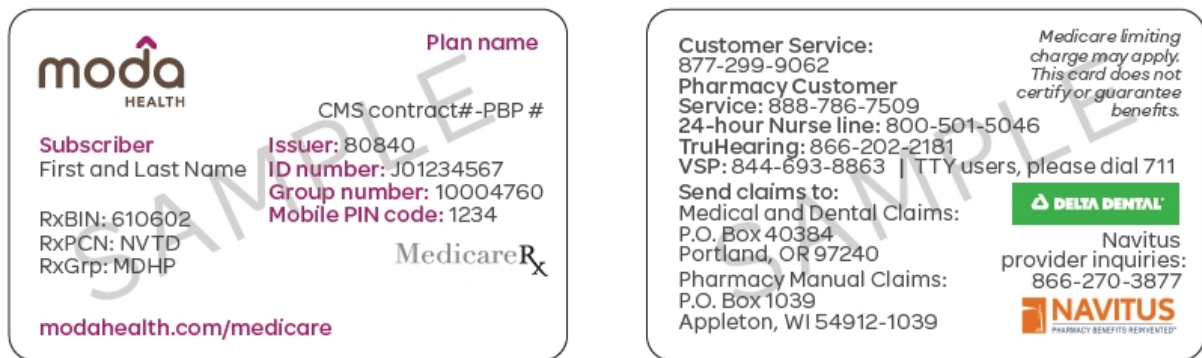 moda
HEALTH
Plan name
CMS contract#-PBP #
Subscriber
First and Last Name
Issuer: 80840
ID number: J01234567
Group number: 10004760
Mobile PIN code: 1234
RxBIN: 610602
RxPCN: NVTD
RxGrp: MDHP
MedicareRx
modahealth.com/medicare
SAMPLE
Customer Service:
877-299-9062
Pharmacy Customer
Service: 888-786-7509
24-hour Nurse line: 800-501-5046
TruHearing: 866-202-2181
VSP: 844-693-8863 | TTY users, please dial 711
Medicare limiting
charge may apply.
This card does not
certify or guarantee
benefits.
Send claims to:
Medical and Dental Claims:
P.O. Box 40384
Portland, OR 97240
Pharmacy Manual Claims:
P.O. Box 1039
Appleton, WI 54912-1039
DELTA DENTAL®
Navitus
provider inquiries:
866-270-3877
NAVITUS
PHARMACY BENEFITS REINVENTED™
SAMPLE